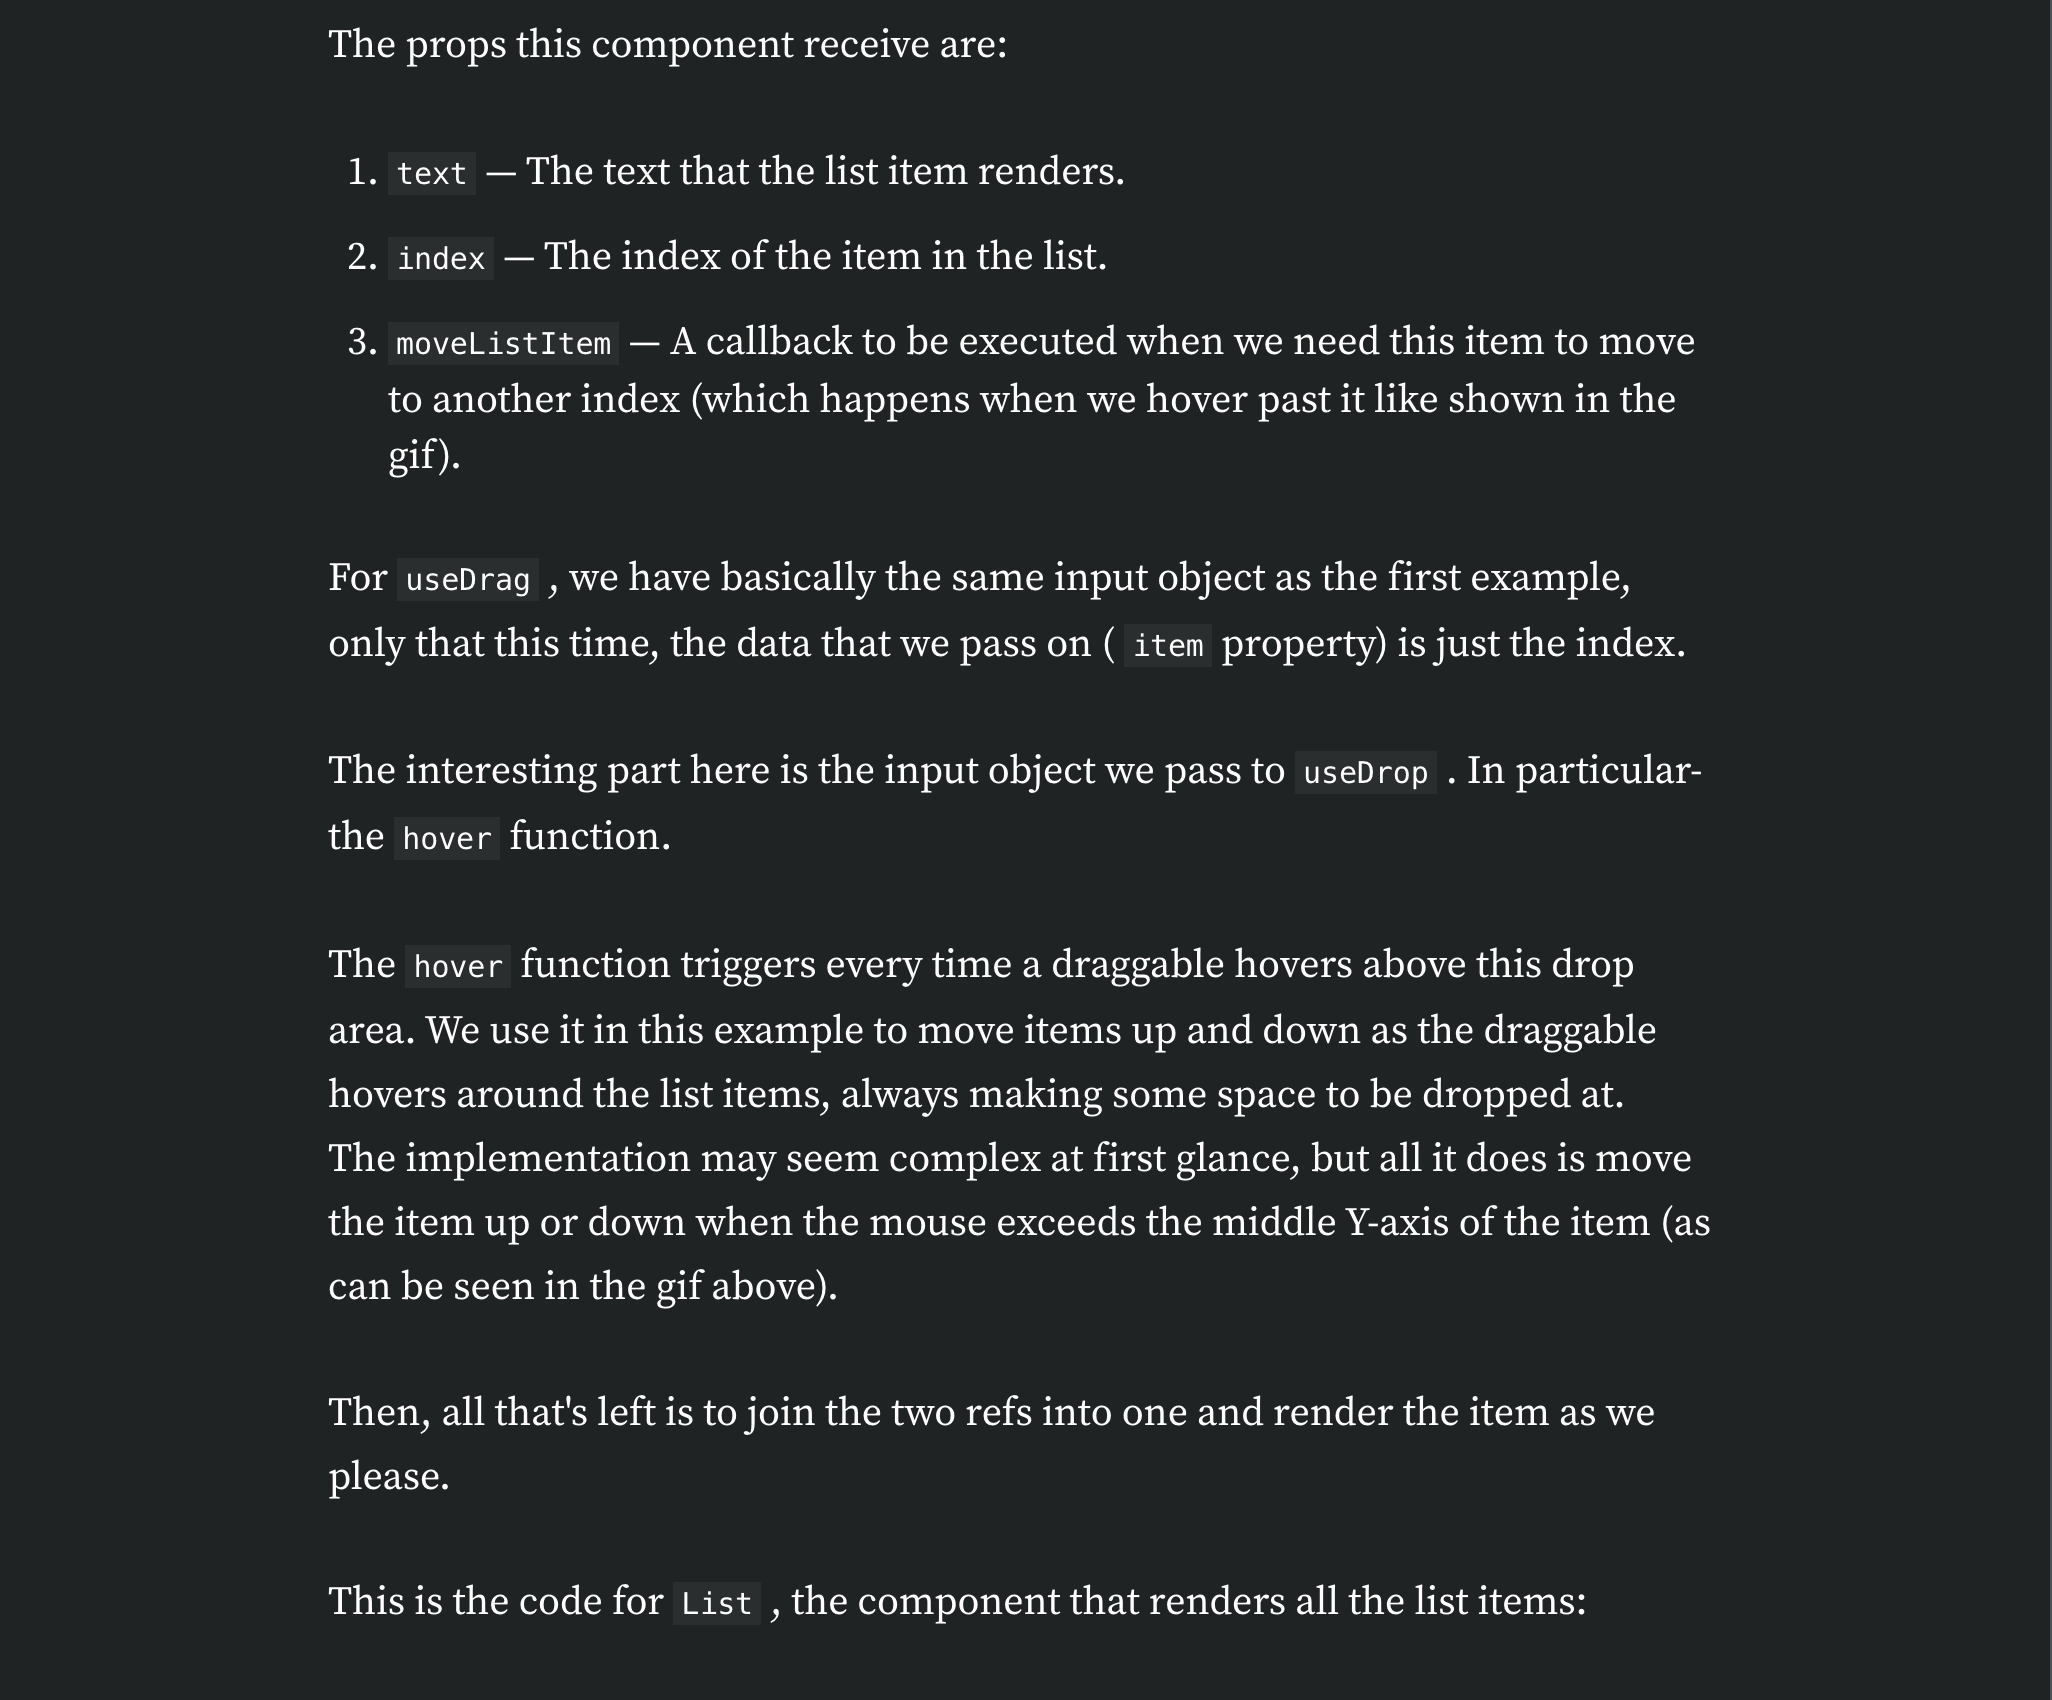 The props this component receive are:
1. text — The text that the list item renders.
2. index — The index of the item in the list.
3. moveListItem — A callback to be executed when we need this item to move
to another index (which happens when we hover past it like shown in the
gif).
For useDrag , we have basically the same input object as the first example,
only that this time, the data that we pass on ( item property) is just the index.
The interesting part here is the input object we pass to useDrop . In particular-
the hover function.
The hover function triggers every time a draggable hovers above this drop
area. We use it in this example to move items up and down as the draggable
hovers around the list items, always making some space to be dropped at.
The implementation may seem complex at first glance, but all it does is move
the item up or down when the mouse exceeds the middle Y-axis of the item (as
can be seen in the gif above).
Then, all that's left is to join the two refs into one and render the item as we
please.
This is the code for List , the component that renders all the list items: